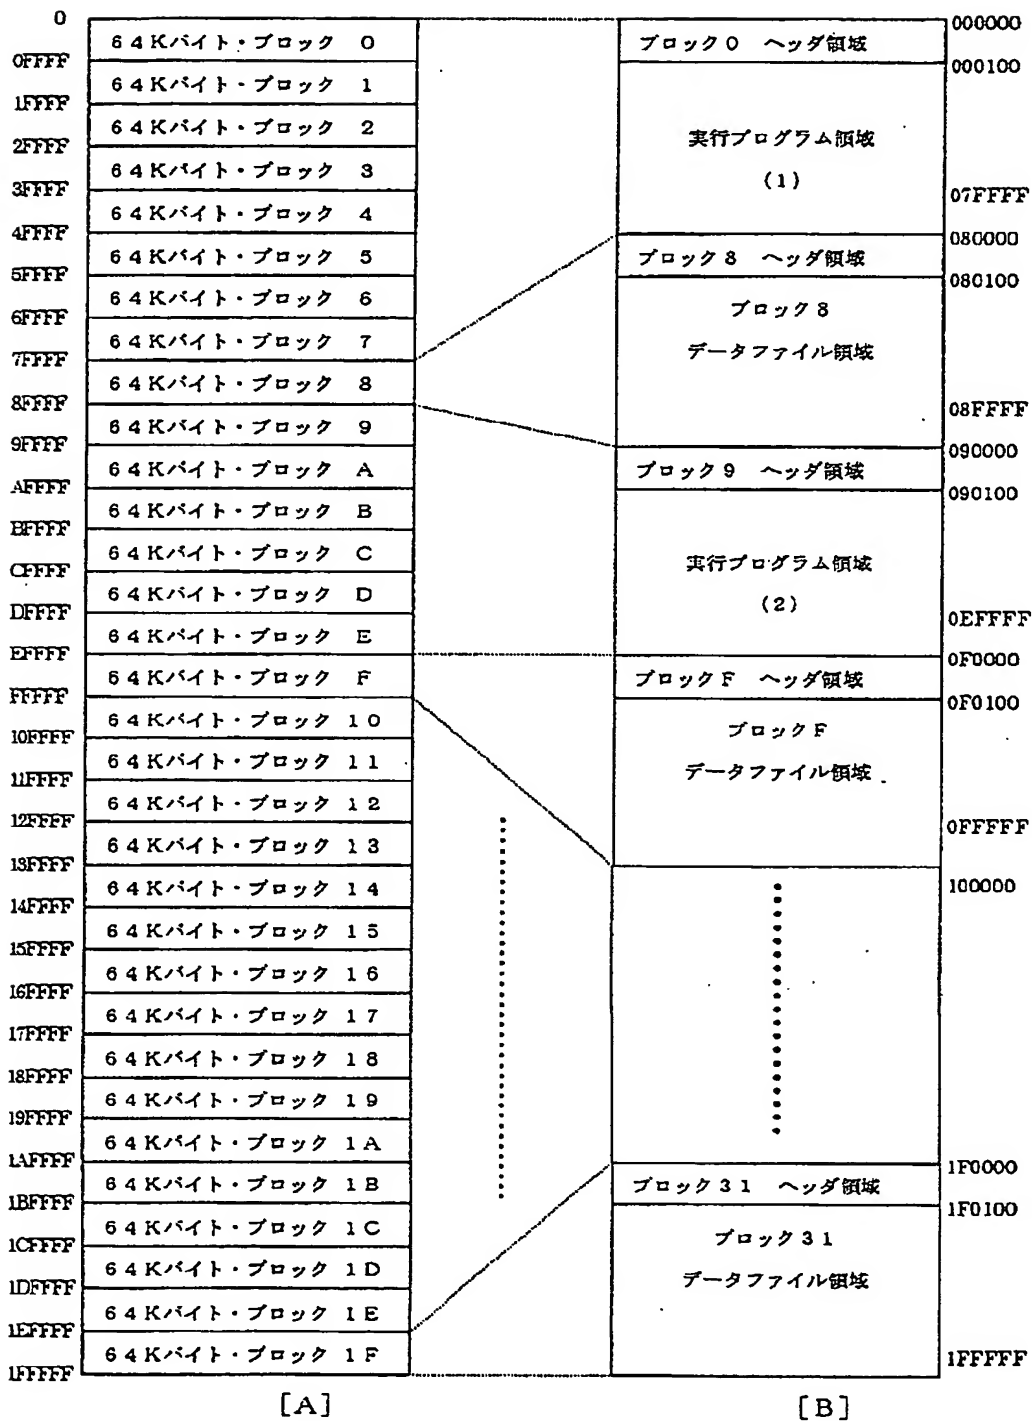 0
64Kバイト・ブロック 0
0FFFF
64Kバイト・ブロック 1
1FFFF
64Kバイト・ブロック 2
2FFFF
64Kバイト・ブロック 3
3FFFF
64Kバイト・ブロック 4
4FFFF
64Kバイト・ブロック 5
5FFFF
64Kバイト・ブロック 6
6FFFF
64Kバイト・ブロック 7
7FFFF
64Kバイト・ブロック 8
8FFFF
64Kバイト・ブロック 9
9FFFF
64Kバイト・ブロック A
AFFFF
64Kバイト・ブロック B
BFFFF
64Kバイト・ブロック C
CFFFF
64Kバイト・ブロック D
DFFFF
64Kバイト・ブロック E
EFFFF
64Kバイト・ブロック F
FFFFF
64Kバイト・ブロック 10
10FFFF
64Kバイト・ブロック 11
11FFFF
64Kバイト・ブロック 12
12FFFF
64Kバイト・ブロック 13
13FFFF
64Kバイト・ブロック 14
14FFFF
64Kバイト・ブロック 15
15FFFF
64Kバイト・ブロック 16
16FFFF
64Kバイト・ブロック 17
17FFFF
64Kバイト・ブロック 18
18FFFF
64Kバイト・ブロック 19
19FFFF
64Kバイト・ブロック 1A
1AFFFF
64Kバイト・ブロック 1B
1BFFFF
64Kバイト・ブロック 1C
1CFFFF
64Kバイト・ブロック 1D
1DFFFF
64Kバイト・ブロック 1E
1EFFFF
64Kバイト・ブロック 1F
1FFFFF
[A]
000000
ブロック0 ヘッダ領域
000100
実行プログラム領域
(1)
07FFFF
080000
ブロック8 ヘッダ領域
080100
ブロック8
データファイル領域
08FFFF
090000
ブロック9 ヘッダ領域
090100
実行プログラム領域
(2)
0EFFFF
0F0000
ブロックF ヘッダ領域
0F0100
ブロックF
データファイル領域
0FFFFF
100000
1F0000
ブロック31 ヘッダ領域
1F0100
ブロック31
データファイル領域
1FFFFF
[B]